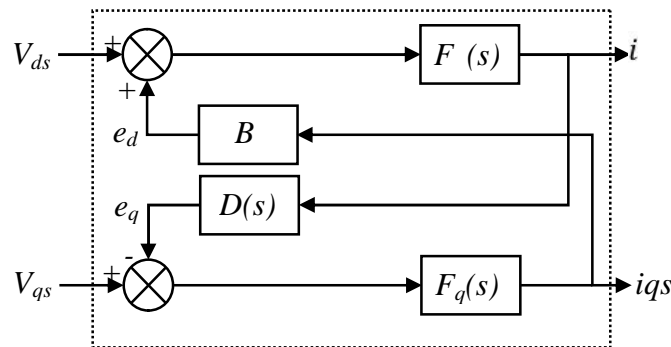 +
V_ds
F (s)
i
+
e_d
B
e_q
D(s)
-
+
V_qs
F_q(s)
iqs